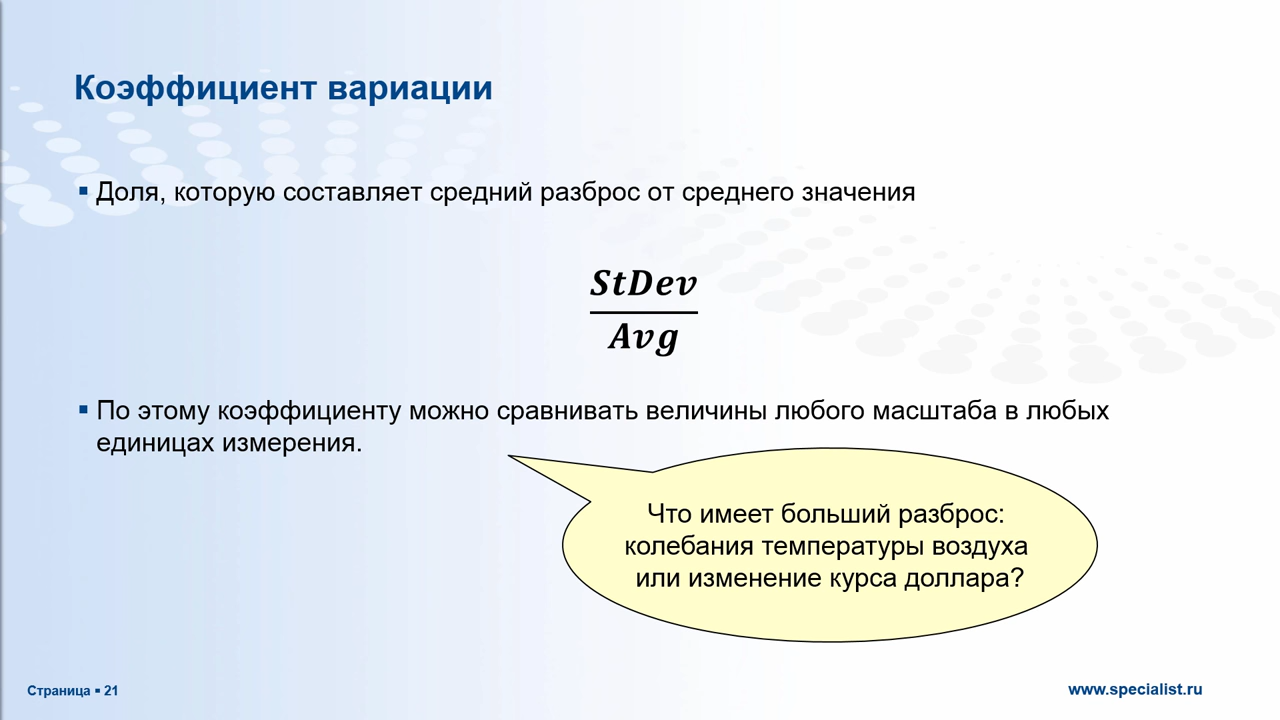 Коэффициент вариации
▪ Доля, которую составляет средний разброс от среднего значения
StDev
Avg
▪ По этому коэффициенту можно сравнивать величины любого масштаба в любых
единицах измерения.
Что имеет больший разброс:
колебания температуры воздуха
или изменение курса доллара?
Страница ▪ 21
www.specialist.ru